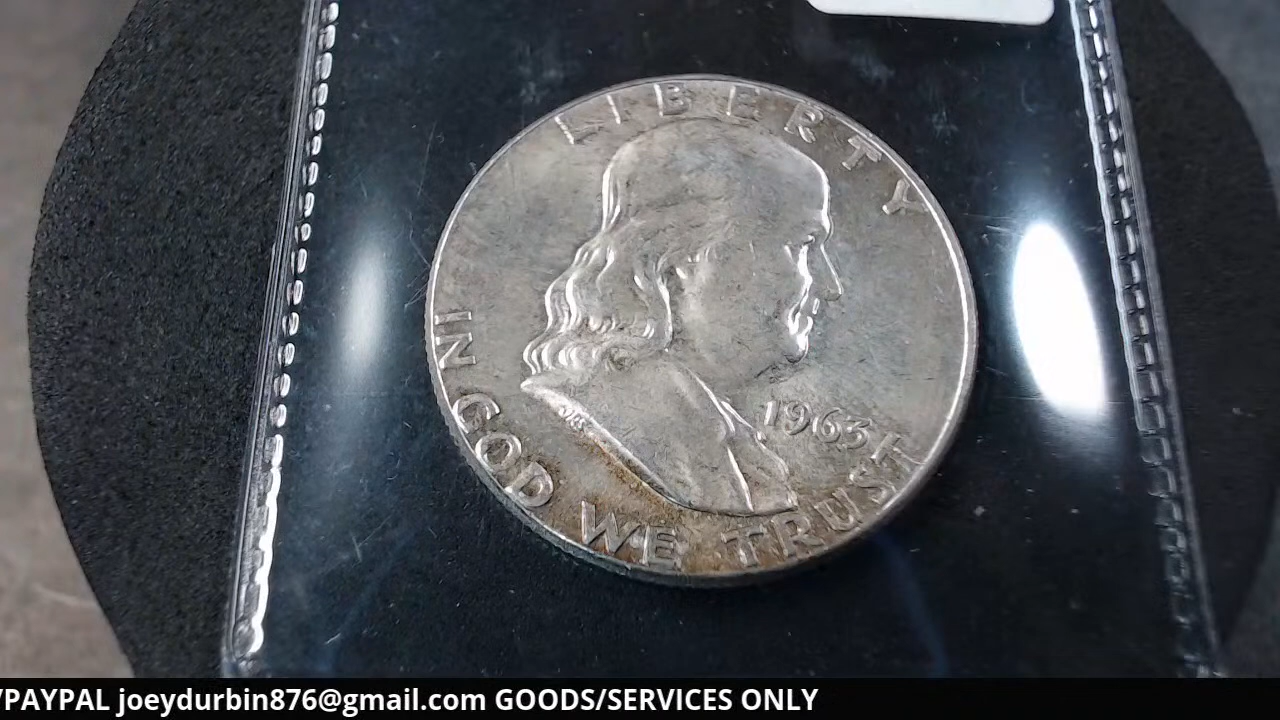 LIBERTY
IN GOD WE TRUST
1963
/PAYPAL joeydurbin876@gmail.com GOODS/SERVICES ONLY